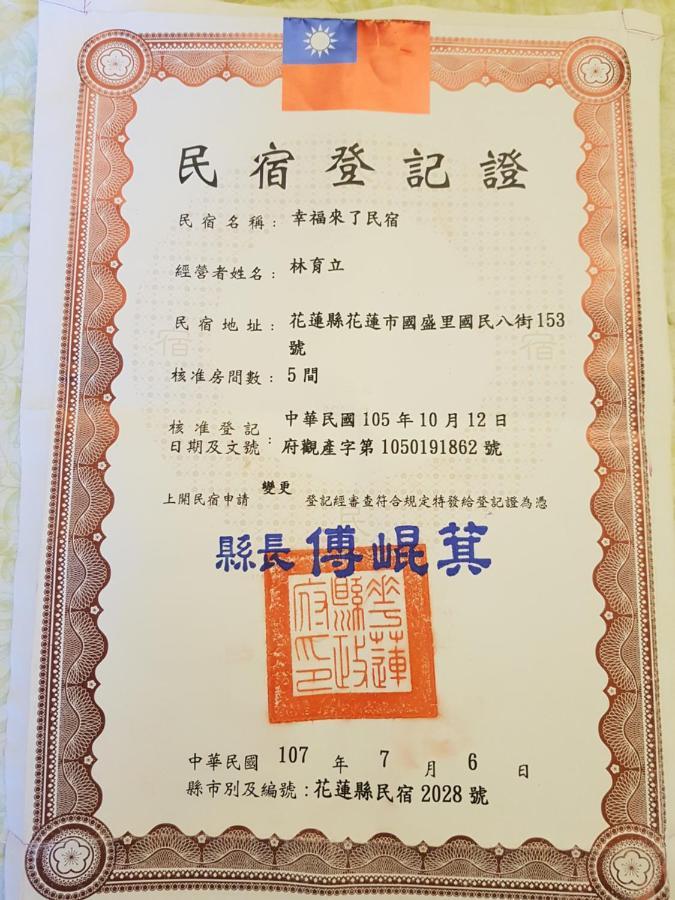 民宿登記證
民宿名稱：幸福來了民宿
經營者姓名：林育立
民宿地址：花蓮縣花蓮市國盛里國民八街153
號
核准房間數：5間
核准登記 中華民國105年10月12日
日期及文號：府觀產字第1050191862號
上開民宿申請 變更 登記經審查符合規定特發給登記證為憑
縣長 傅崐萁
花蓮縣政府印
中華民國 107 年 7 月 6 日
縣市別及編號：花蓮縣民宿2028號
宿
宿